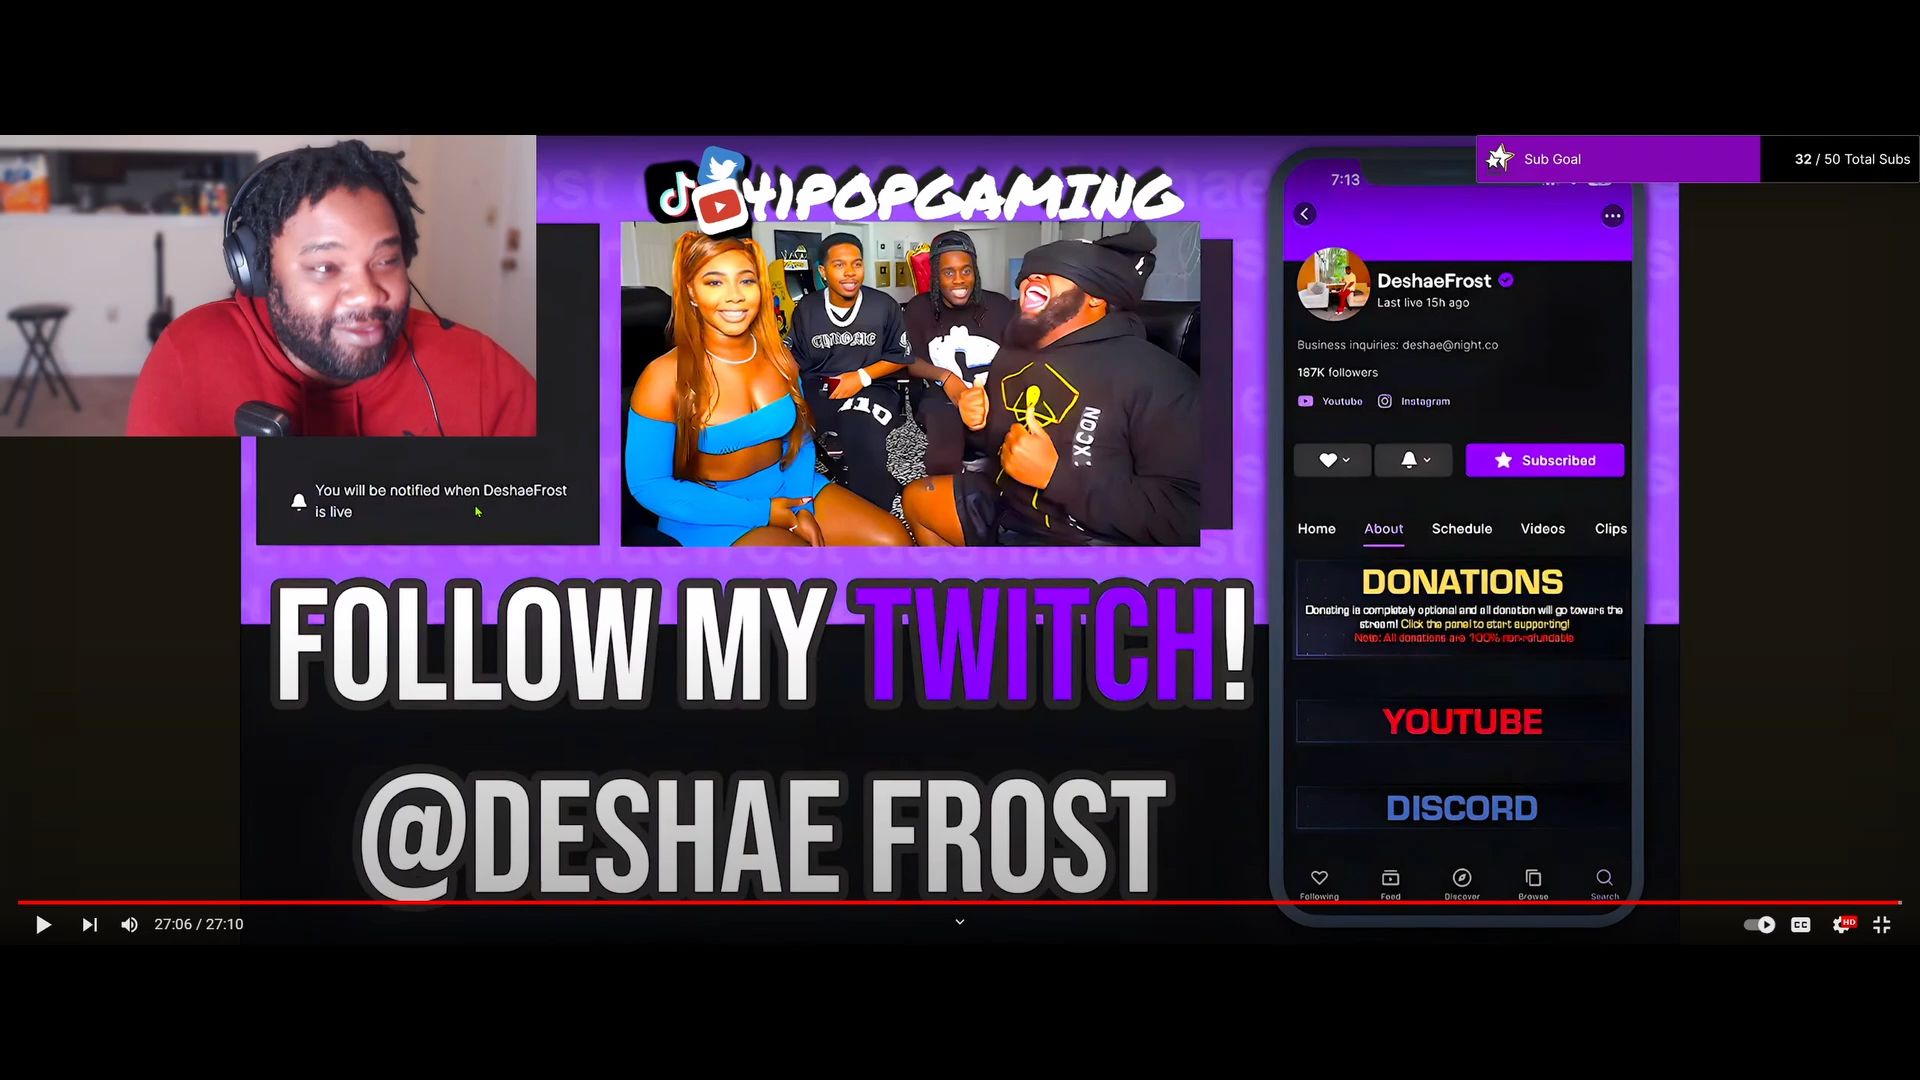 41POPGAMING
Sub Goal
32 / 50 Total Subs
7:13
DeshaeFrost
Last live 15h ago
Business inquiries: deshae@night.co
187K followers
Youtube
Instagram
Subscribed
Home
About
Schedule
Videos
Clips
You will be notified when DeshaeFrost
is live
FOLLOW MY TWITCH!
@DESHAE FROST
DONATIONS
Donating is completely optional and all donation will go towars the
stream! Click the panel to start supporting!
Note: All donations are 100% non-refundable
YOUTUBE
DISCORD
Following
Feed
Discover
Browse
Search
27:06 / 27:10
CC
HD